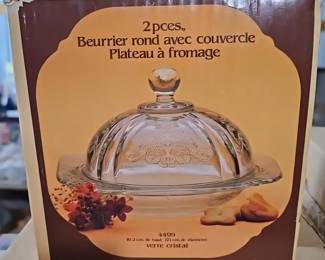 2 pces.,
Beurrier rond avec couvercle
Plateau à fromage
4499
verre cristal